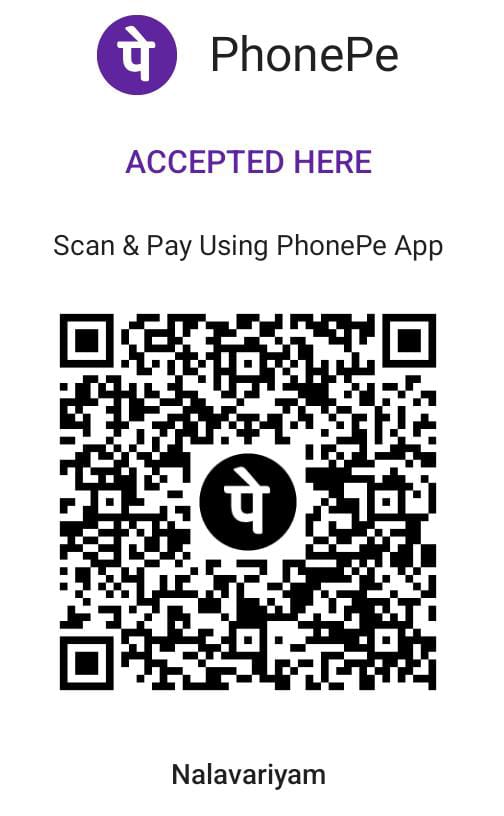 पे PhonePe
ACCEPTED HERE
Scan & Pay Using PhonePe App
पे
Nalavariyam